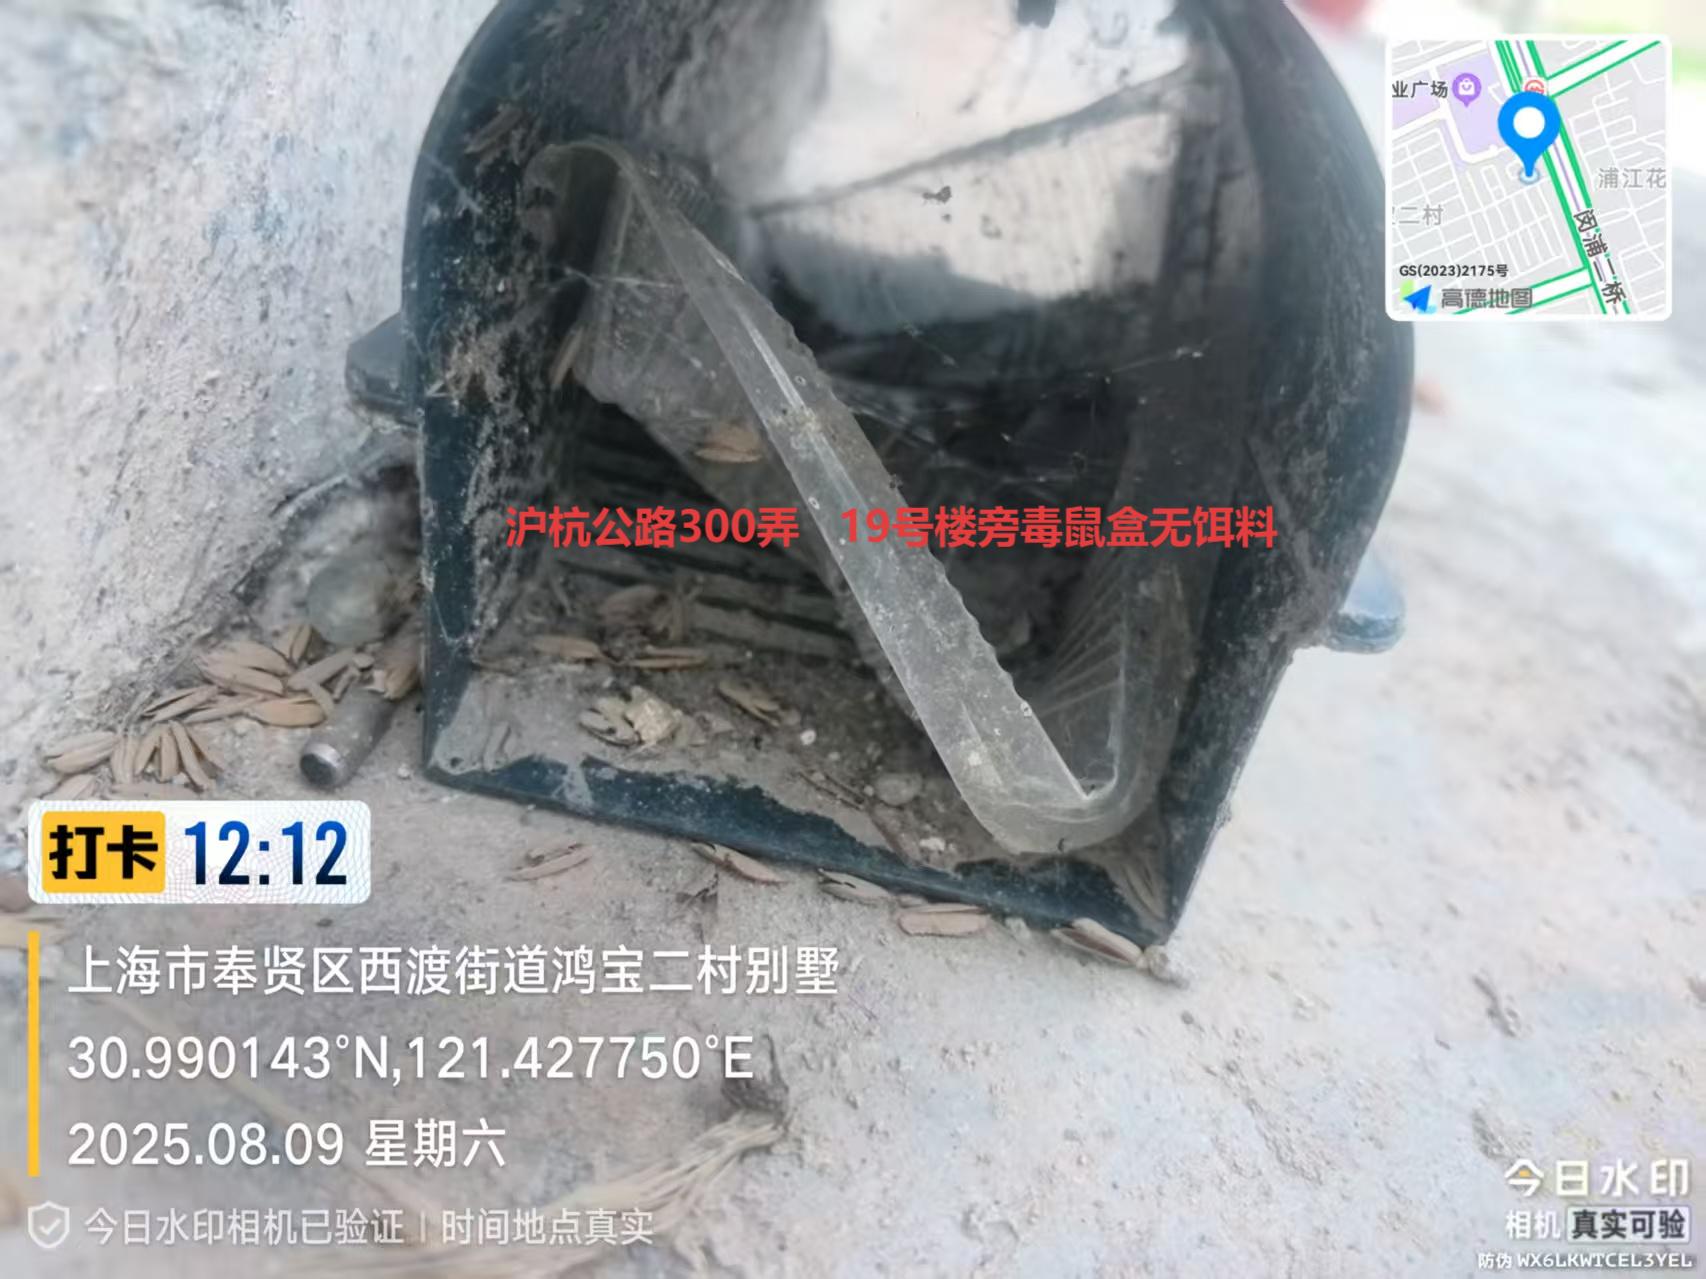 业广场
浦江花
二村
闵浦二桥
GS(2023)2175号
高德地图
沪杭公路300弄 19号楼旁毒鼠盒无饵料
打卡 12:12
上海市奉贤区西渡街道鸿宝二村别墅
30.990143°N,121.427750°E
2025.08.09 星期六
今日水印相机已验证 | 时间地点真实
今日水印
相机 真实可验
防伪 WX6LKWTCEL3YEL